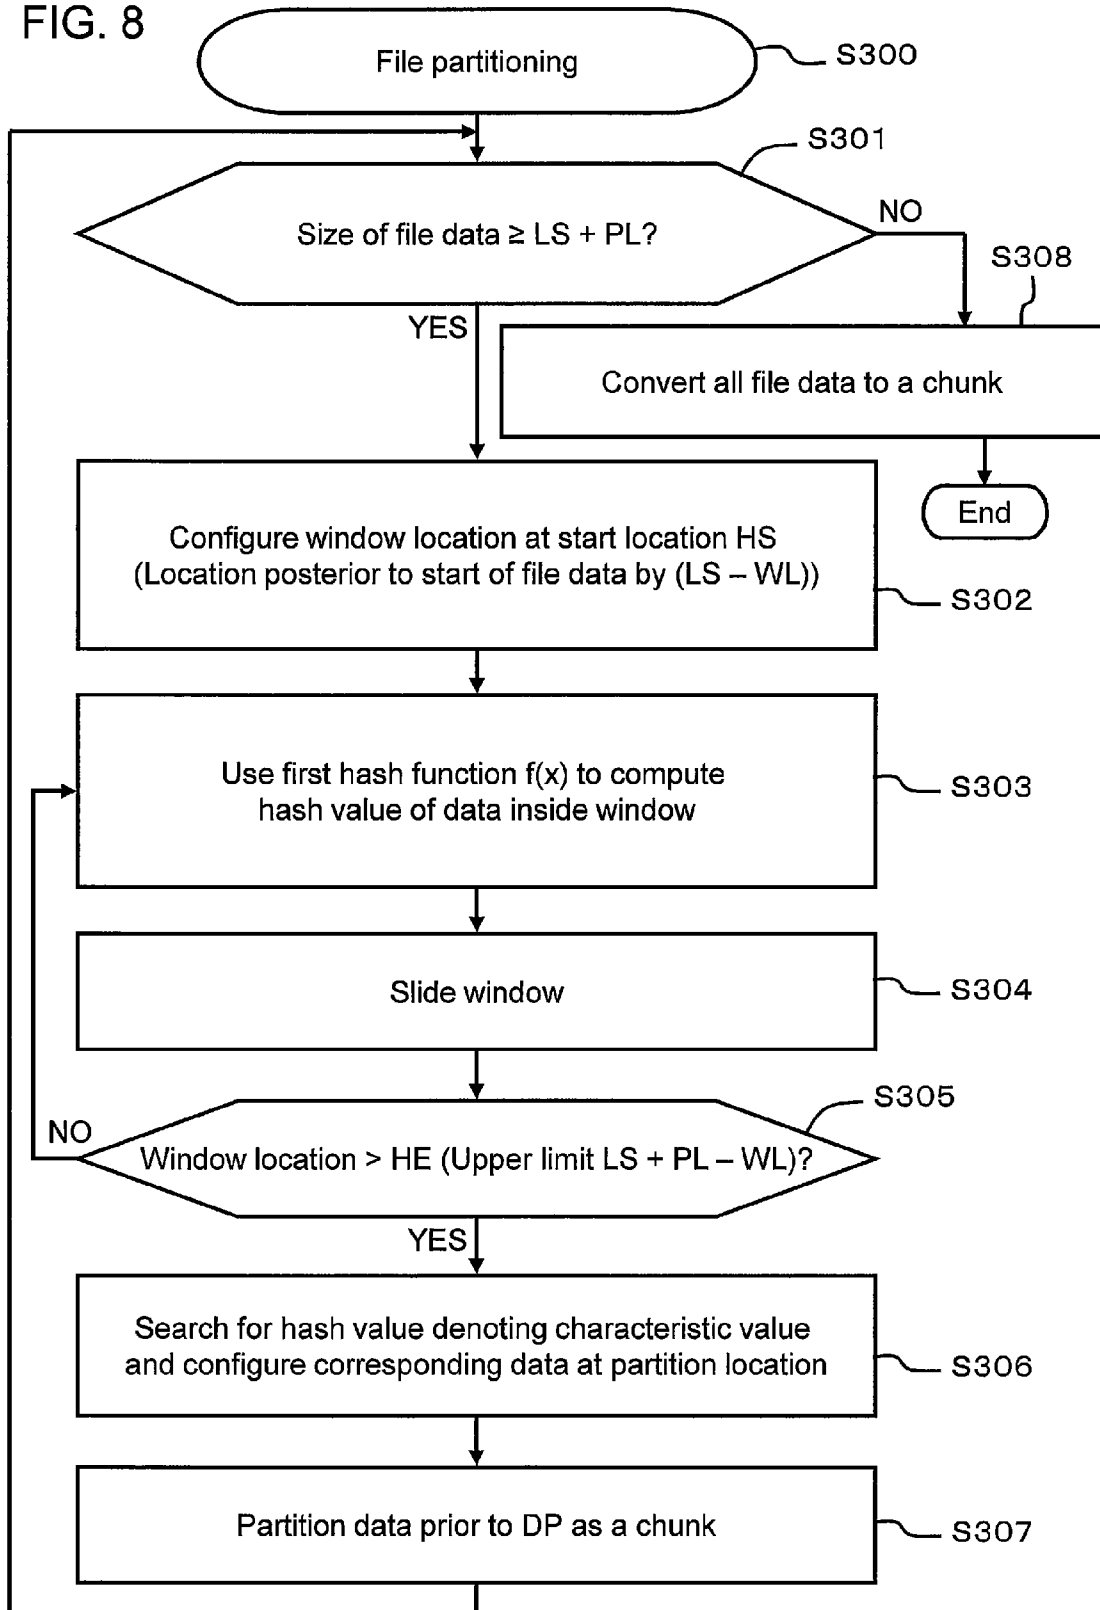 FIG. 8
File partitioning
S300
S301
Size of file data ≥ LS + PL?
NO
S308
YES
Convert all file data to a chunk
End
Configure window location at start location HS
(Location posterior to start of file data by (LS – WL))
S302
Use first hash function f(x) to compute
hash value of data inside window
S303
Slide window
S304
S305
NO
Window location > HE (Upper limit LS + PL – WL)?
YES
Search for hash value denoting characteristic value
and configure corresponding data at partition location
S306
Partition data prior to DP as a chunk
S307